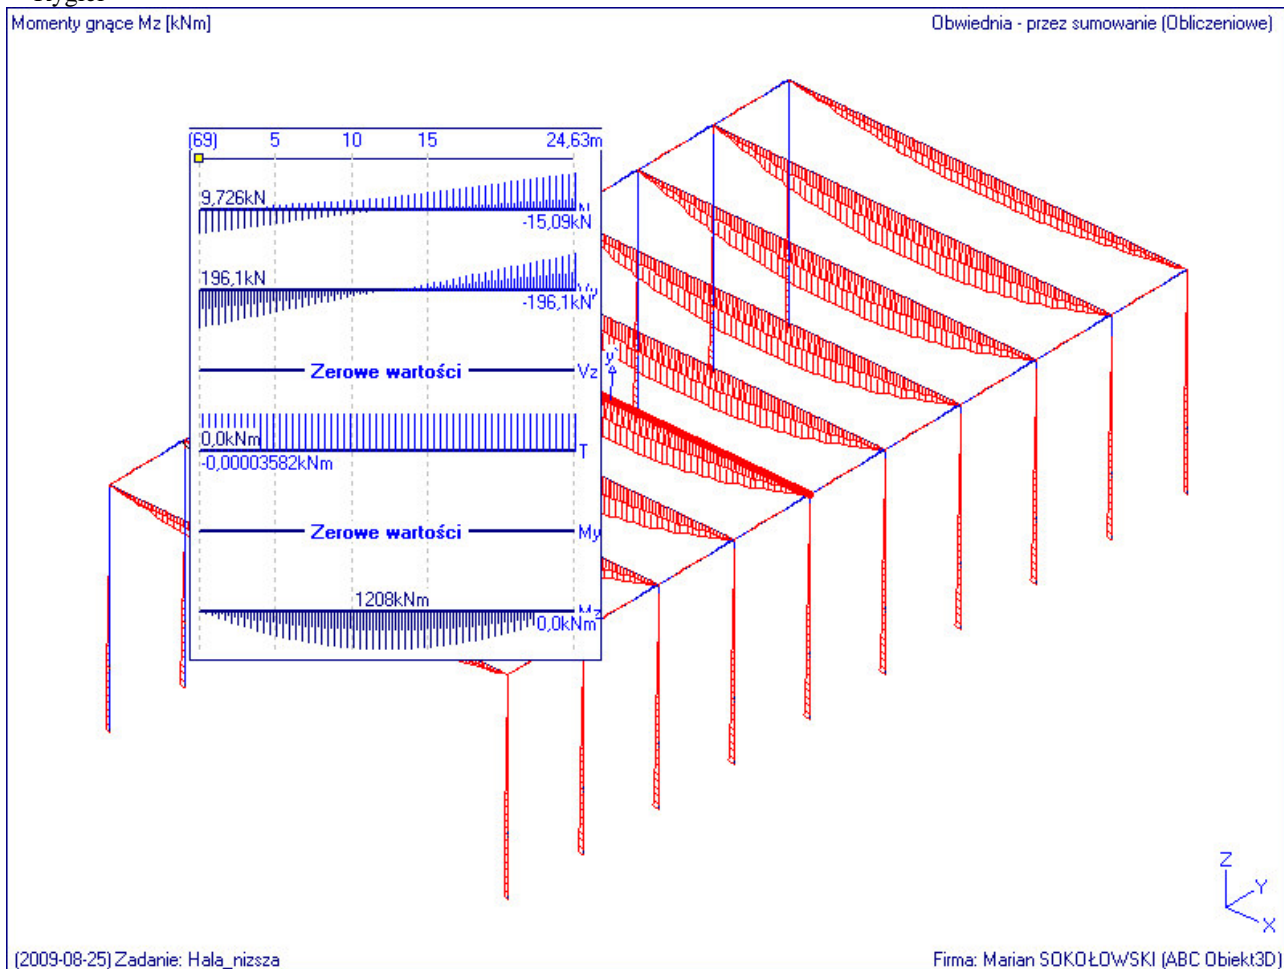 Momenty gnące Mz [kNm]
Obwiednia - przez sumowanie (Obliczeniowe)
(69) 5 10 15 24,63m
9,726kN
-15,09kN
196,1kN
-196,1kN
Zerowe wartości Vz
y
0,0kNm
T
-0,00003582kNm
Zerowe wartości My
1208kNm
Mz
0,0kNm
Z
Y
X
(2009-08-25) Zadanie: Hala_nizsza
Firma: Marian SOKOŁOWSKI (ABC Obiekt3D)